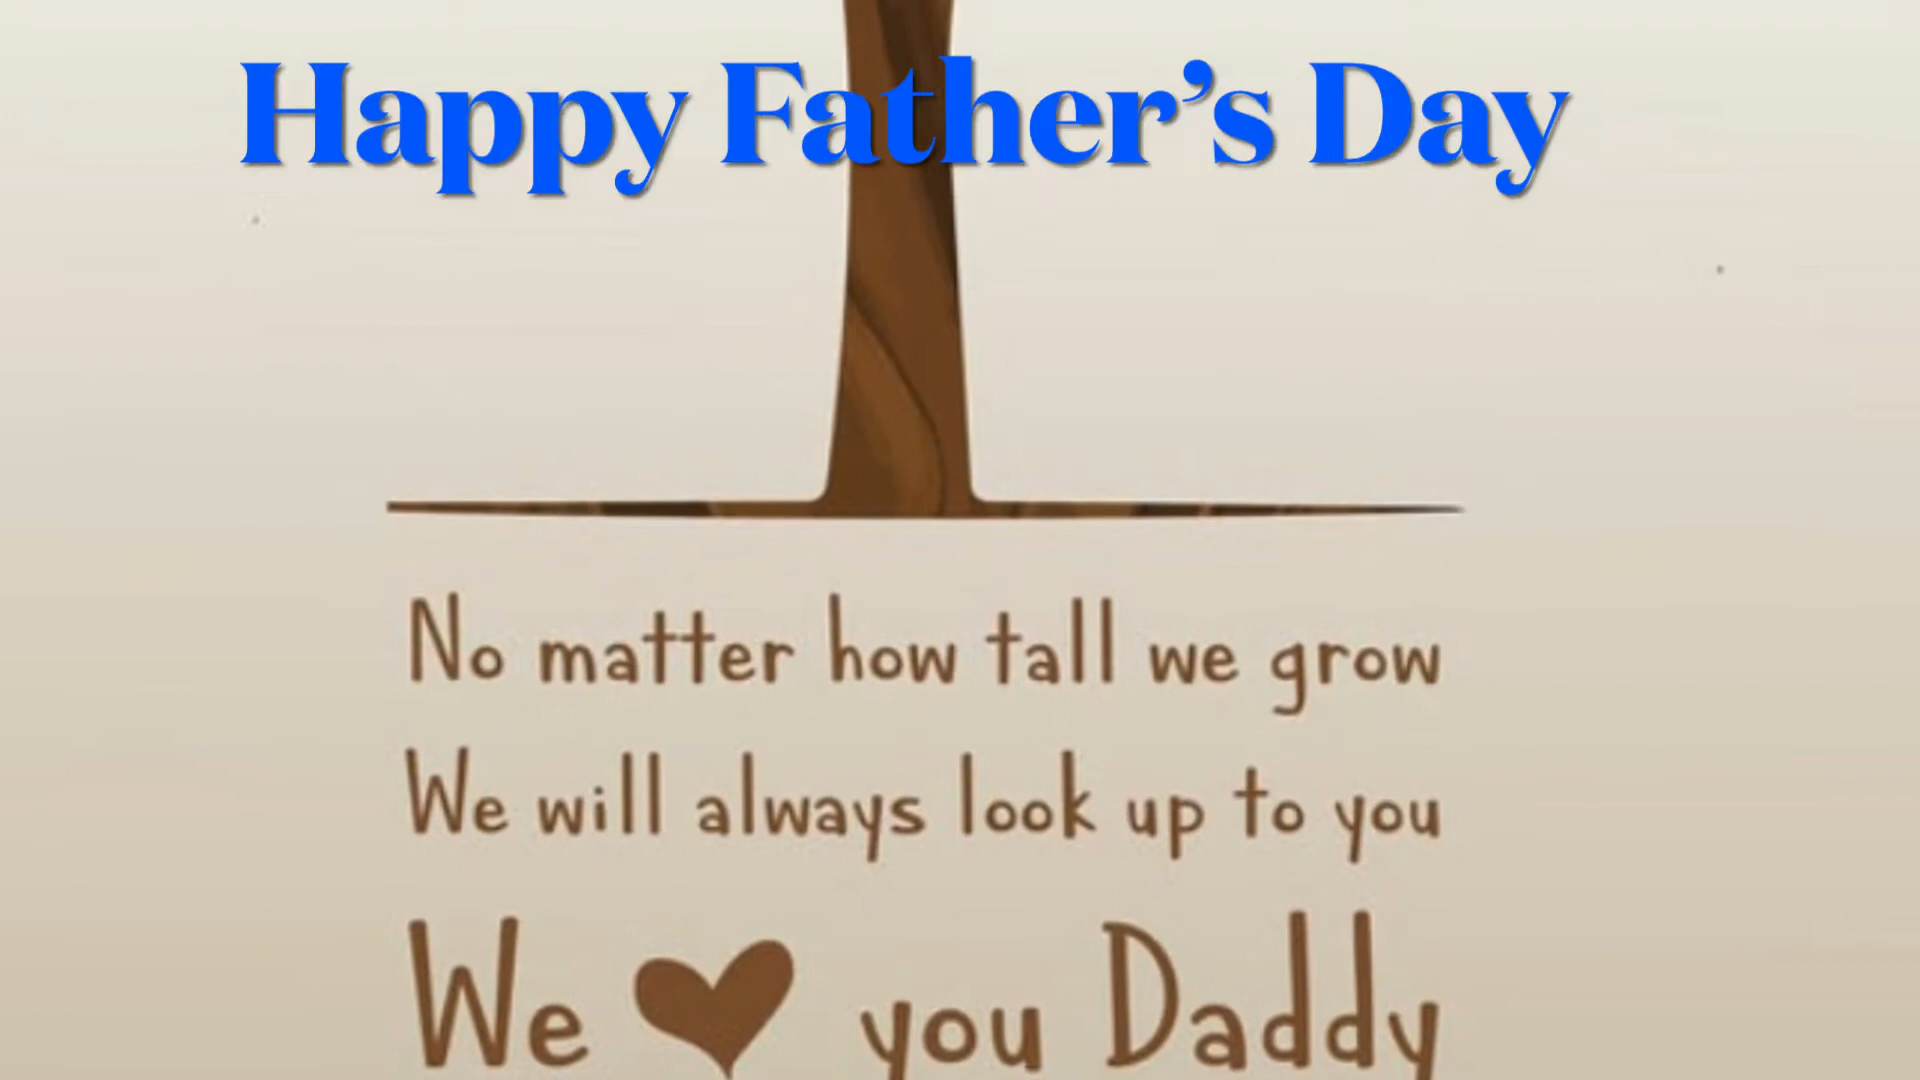 Happy Father’s Day
No matter how tall we grow
We will always look up to you
We ❤ you Daddy